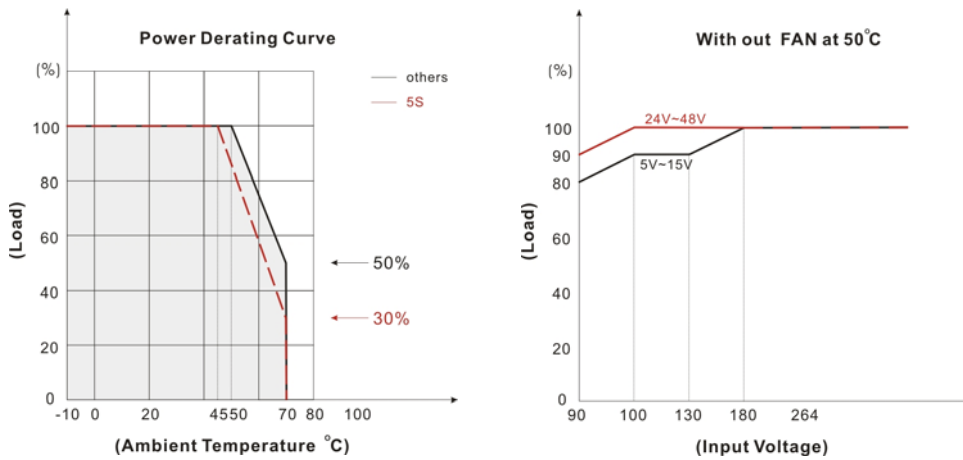 Power Derating Curve
(%)
others
5S
100
80
60
40
20
0
(Load)
50%
30%
-10 0 20 45 50 70 80 100
(Ambient Temperature °C)
With out FAN at 50°C
(%)
24V~48V
5V~15V
100
90
80
60
40
20
0
(Load)
90 100 130 180 264
(Input Voltage)